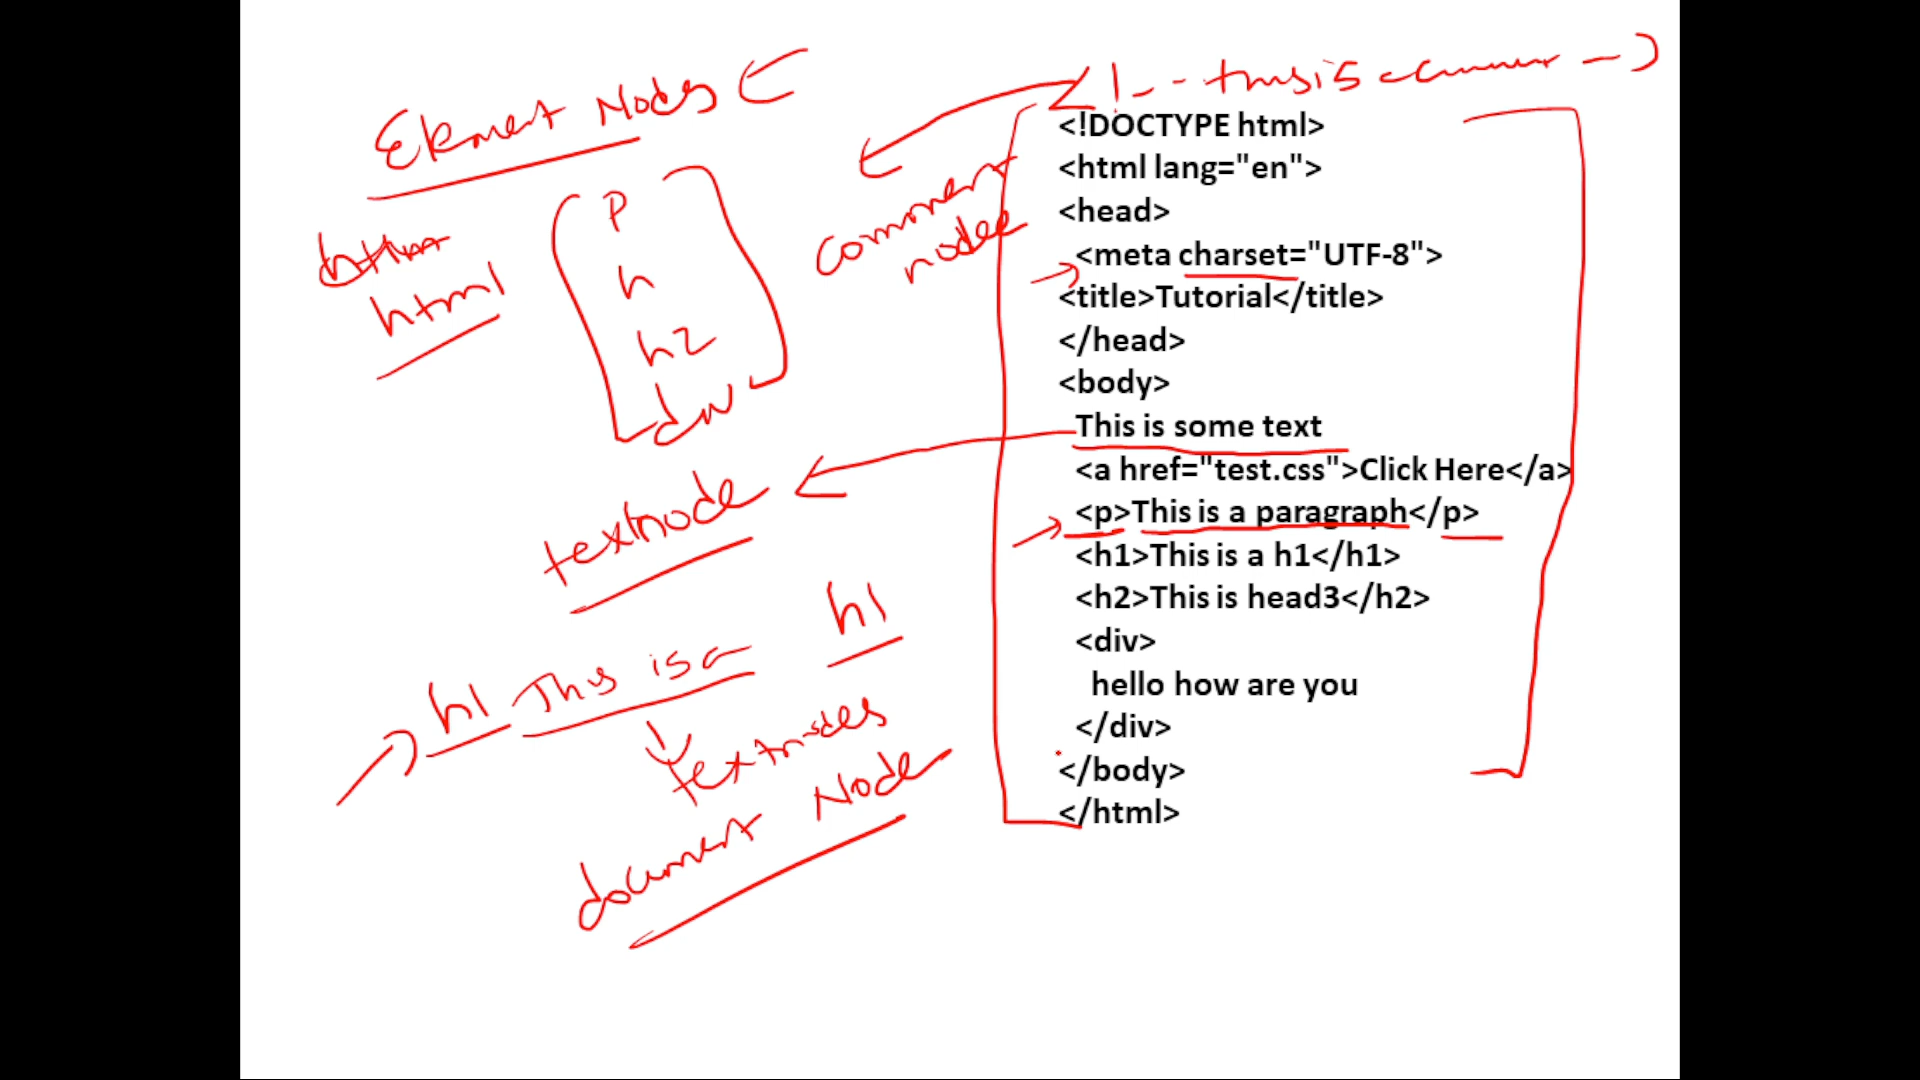 Element Nodes
html
p
h
h2
div
comment
nodes
<!-- this is comment -->
<!DOCTYPE html>
<html lang="en">
<head>
<meta charset="UTF-8">
<title>Tutorial</title>
</head>
<body>
This is some text
<a href="test.css">Click Here</a>
<p>This is a paragraph</p>
<h1>This is a h1</h1>
<h2>This is head3</h2>
<div>
hello how are you
</div>
</body>
</html>
textnode
h1 This is a h1
textnodes
document Node